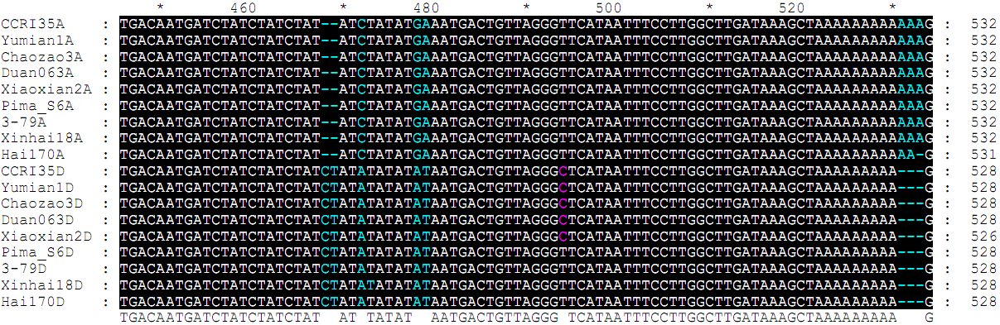 * 460 * 480 * 500 * 520 *
CCRI35A : TGACAATGATCTATCTATCTAT--ATCTATATGAAATGACTGTTAGGGTTCATAATTTCCTTGGCTTGATAAAGCTAAAAAAAAAAAAG : 532
Yumian1A : TGACAATGATCTATCTATCTAT--ATCTATATGAAATGACTGTTAGGGTTCATAATTTCCTTGGCTTGATAAAGCTAAAAAAAAAAAAG : 532
Chaozao3A : TGACAATGATCTATCTATCTAT--ATCTATATGAAATGACTGTTAGGGTTCATAATTTCCTTGGCTTGATAAAGCTAAAAAAAAAAAAG : 532
Duan063A : TGACAATGATCTATCTATCTAT--ATCTATATGAAATGACTGTTAGGGTTCATAATTTCCTTGGCTTGATAAAGCTAAAAAAAAAAAAG : 532
Xiaoxian2A : TGACAATGATCTATCTATCTAT--ATCTATATGAAATGACTGTTAGGGTTCATAATTTCCTTGGCTTGATAAAGCTAAAAAAAAAAAAG : 532
Pima_S6A : TGACAATGATCTATCTATCTAT--ATCTATATGAAATGACTGTTAGGGTTCATAATTTCCTTGGCTTGATAAAGCTAAAAAAAAAAAAG : 532
3-79A : TGACAATGATCTATCTATCTAT--ATCTATATGAAATGACTGTTAGGGTTCATAATTTCCTTGGCTTGATAAAGCTAAAAAAAAAAAAG : 532
Xinhai18A : TGACAATGATCTATCTATCTAT--ATCTATATGAAATGACTGTTAGGGTTCATAATTTCCTTGGCTTGATAAAGCTAAAAAAAAAAAAG : 532
Hai170A : TGACAATGATCTATCTATCTAT--ATCTATATGAAATGACTGTTAGGGTTCATAATTTCCTTGGCTTGATAAAGCTAAAAAAAAAAA-G : 531
CCRI35D : TGACAATGATCTATCTATCTATCTATATATATATAATGACTGTTAGGGCTCATAATTTCCTTGGCTTGATAAAGCTAAAAAAAAA---G : 528
Yumian1D : TGACAATGATCTATCTATCTATCTATATATATATAATGACTGTTAGGGCTCATAATTTCCTTGGCTTGATAAAGCTAAAAAAAAA---G : 528
Chaozao3D : TGACAATGATCTATCTATCTATCTATATATATATAATGACTGTTAGGGCTCATAATTTCCTTGGCTTGATAAAGCTAAAAAAAAA---G : 528
Duan063D : TGACAATGATCTATCTATCTATCTATATATATATAATGACTGTTAGGGCTCATAATTTCCTTGGCTTGATAAAGCTAAAAAAAAA---G : 528
Xiaoxian2D : TGACAATGATCTATCTATCTATCTATATATATATAATGACTGTTAGGGCTCATAATTTCCTTGGCTTGATAAAGCTAAAAAAAAA---G : 526
Pima_S6D : TGACAATGATCTATCTATCTATCTATATATATATAATGACTGTTAGGGTTCATAATTTCCTTGGCTTGATAAAGCTAAAAAAAAA---G : 528
3-79D : TGACAATGATCTATCTATCTATCTATATATATATAATGACTGTTAGGGTTCATAATTTCCTTGGCTTGATAAAGCTAAAAAAAAA---G : 528
Xinhai18D : TGACAATGATCTATCTATCTATCTATATATATATAATGACTGTTAGGGTTCATAATTTCCTTGGCTTGATAAAGCTAAAAAAAAA---G : 528
Hai170D : TGACAATGATCTATCTATCTATCTATATATATATAATGACTGTTAGGGTTCATAATTTCCTTGGCTTGATAAAGCTAAAAAAAAA---G : 528
TGACAATGATCTATCTATCTAT  AT TATAT  AATGACTGTTAGGG TCATAATTTCCTTGGCTTGATAAAGCTAAAAAAAAA   G